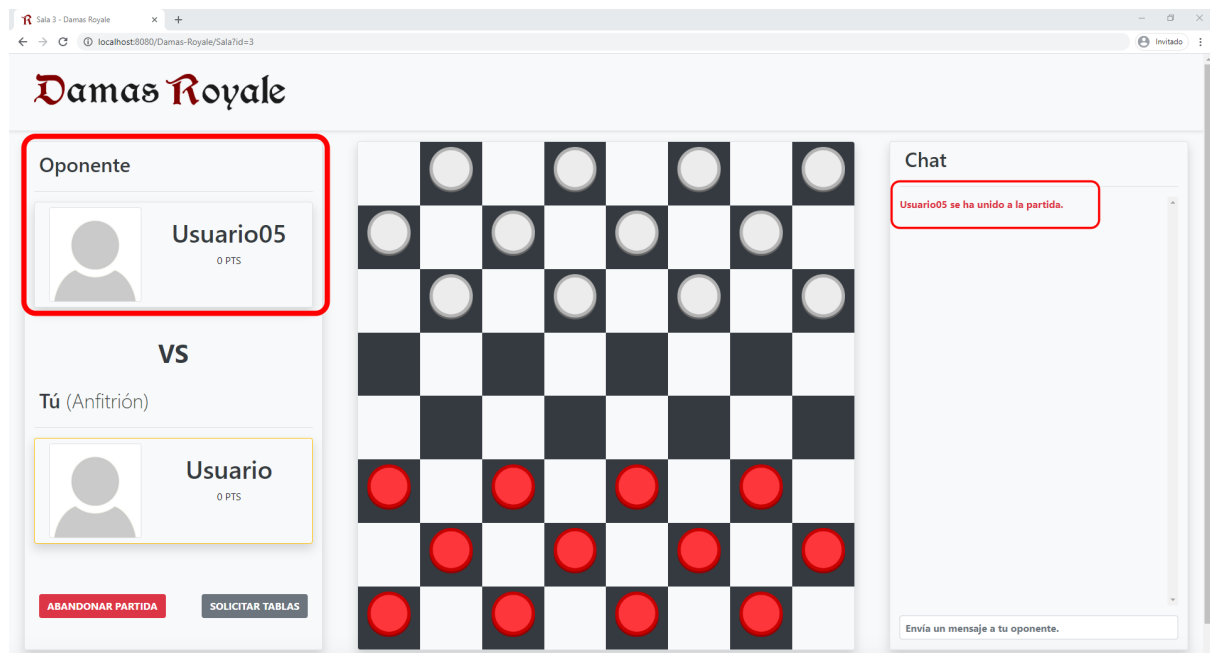 Sala 3 - Damas Royale
localhost:8080/Damas-Royale/Sala?id=3
Invitado
Damas Royale
Oponente
Usuario05
0 PTS
VS
Tú (Anfitrión)
Usuario
0 PTS
ABANDONAR PARTIDA
SOLICITAR TABLAS
Chat
Usuario05 se ha unido a la partida.
Envía un mensaje a tu oponente.